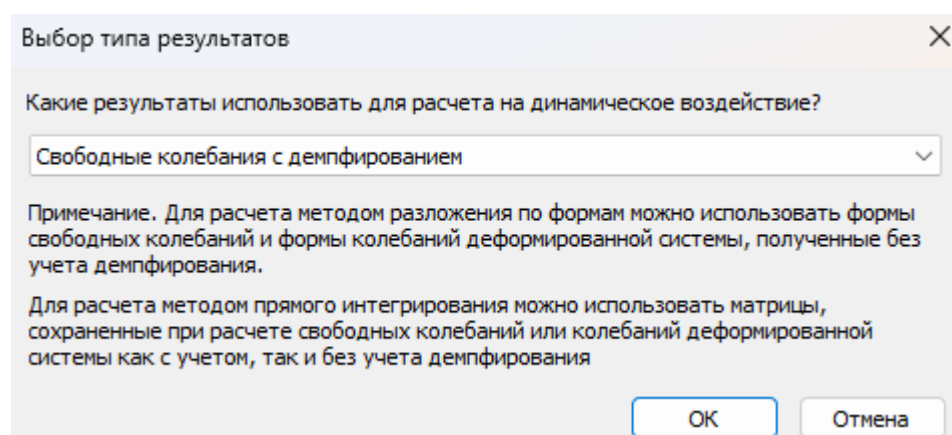 Выбор типа результатов
Какие результаты использовать для расчета на динамическое воздействие?
Свободные колебания с демпфированием
Примечание. Для расчета методом разложения по формам можно использовать формы
свободных колебаний и формы колебаний деформированной системы, полученные без
учета демпфирования.
Для расчета методом прямого интегрирования можно использовать матрицы,
сохраненные при расчете свободных колебаний или колебаний деформированной
системы как с учетом, так и без учета демпфирования
ОК
Отмена